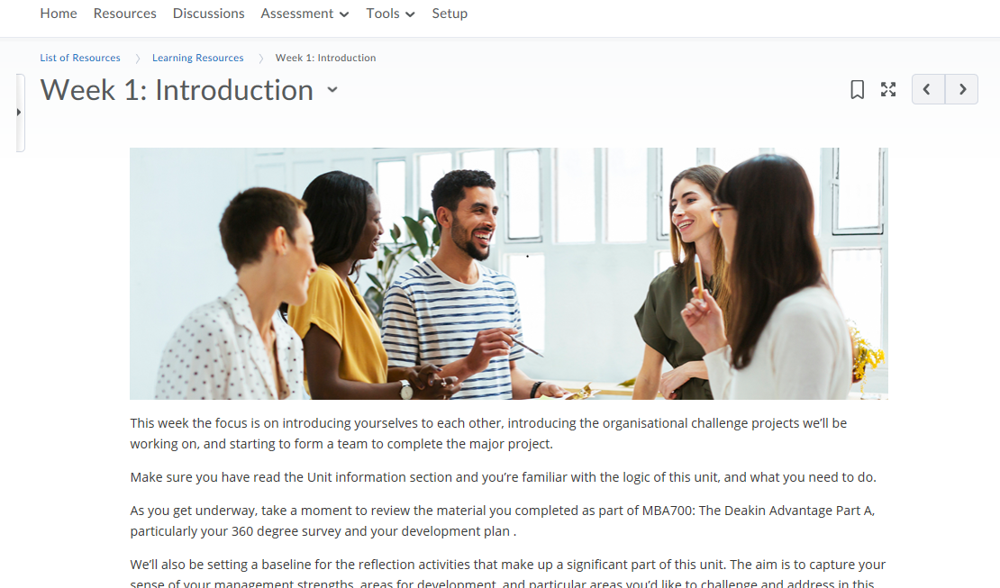 Home Resources Discussions Assessment Tools Setup
List of Resources Learning Resources Week 1: Introduction
Week 1: Introduction
This week the focus is on introducing yourselves to each other, introducing the organisational challenge projects we'll be
working on, and starting to form a team to complete the major project.
Make sure you have read the Unit information section and you're familiar with the logic of this unit, and what you need to do.
As you get underway, take a moment to review the material you completed as part of MBA700: The Deakin Advantage Part A,
particularly your 360 degree survey and your development plan .
We'll also be setting a baseline for the reflection activities that make up a significant part of this unit. The aim is to capture your
sense of your management strengths, areas for development, and particular areas you'd like to challenge and address in this